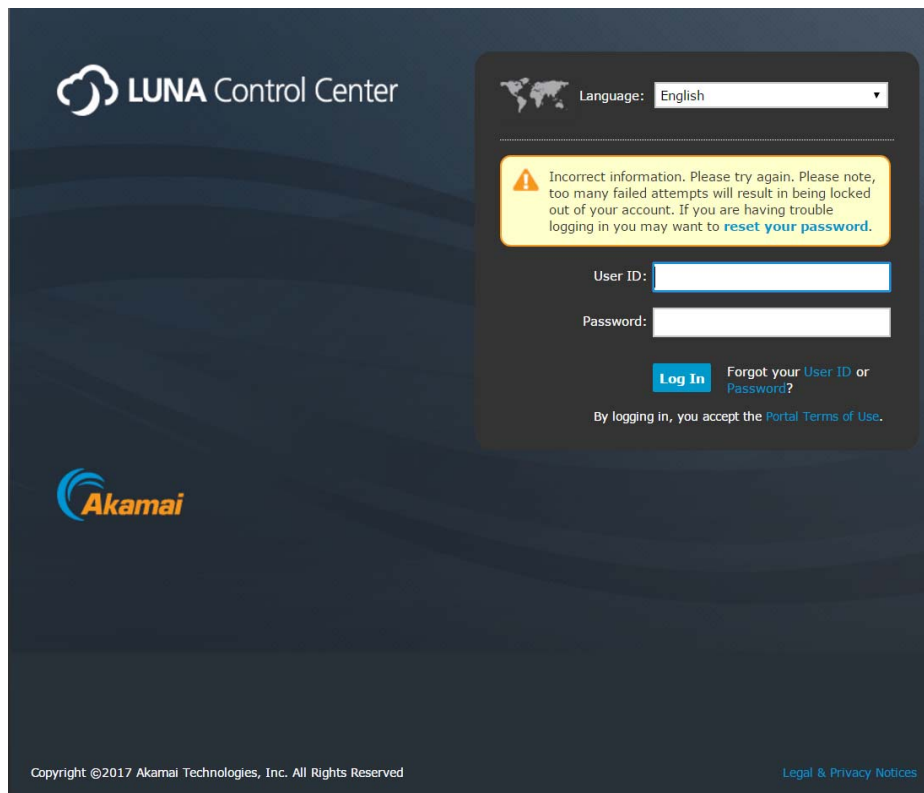 LUNA Control Center
Language: English
Incorrect information. Please try again. Please note,
too many failed attempts will result in being locked
out of your account. If you are having trouble
logging in you may want to reset your password.
User ID:
Password:
Log In
Forgot your User ID or
Password?
By logging in, you accept the Portal Terms of Use.
Akamai
Copyright ©2017 Akamai Technologies, Inc. All Rights Reserved
Legal & Privacy Notices